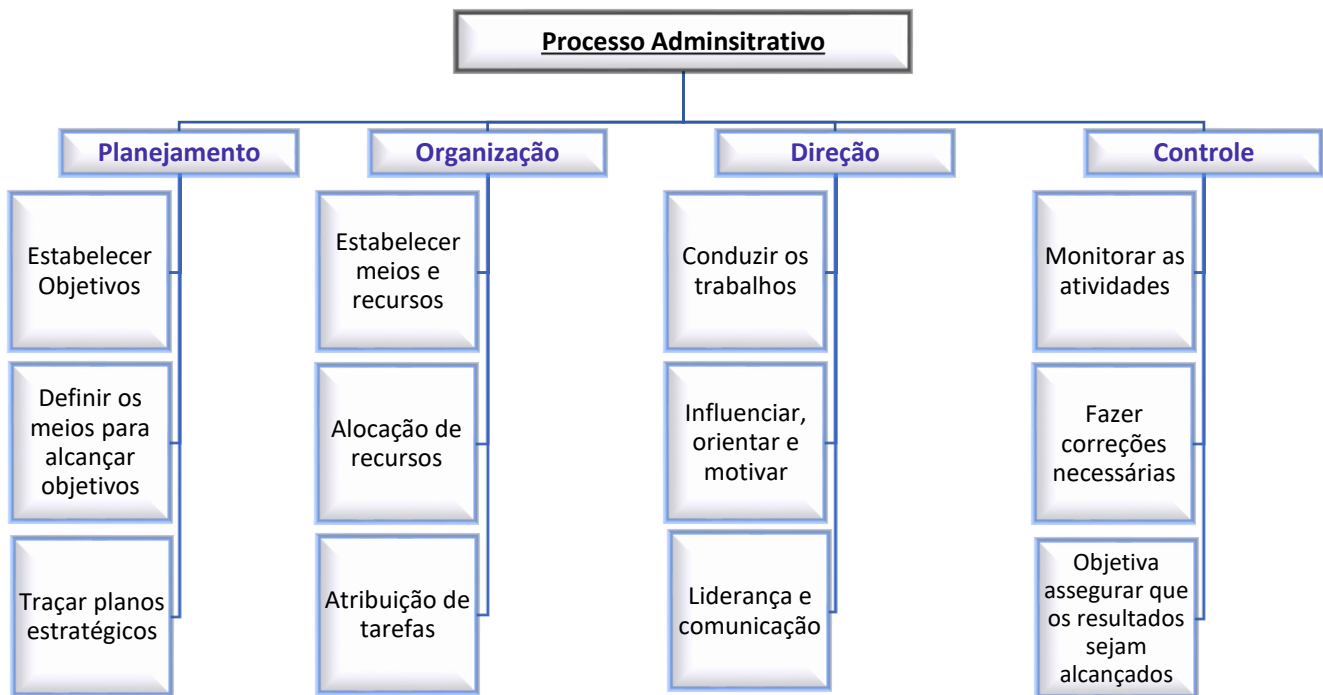 Processo Adminsitrativo
Planejamento
Estabelecer
Objetivos
Definir os
meios para
alcançar
objetivos
Traçar planos
estratégicos
Organização
Estabelecer
meios e
recursos
Alocação de
recursos
Atribuição de
tarefas
Direção
Conduzir os
trabalhos
Influenciar,
orientar e
motivar
Liderança e
comunicação
Controle
Monitorar as
atividades
Fazer
correções
necessárias
Objetiva
assegurar que
os resultados
sejam
alcançados